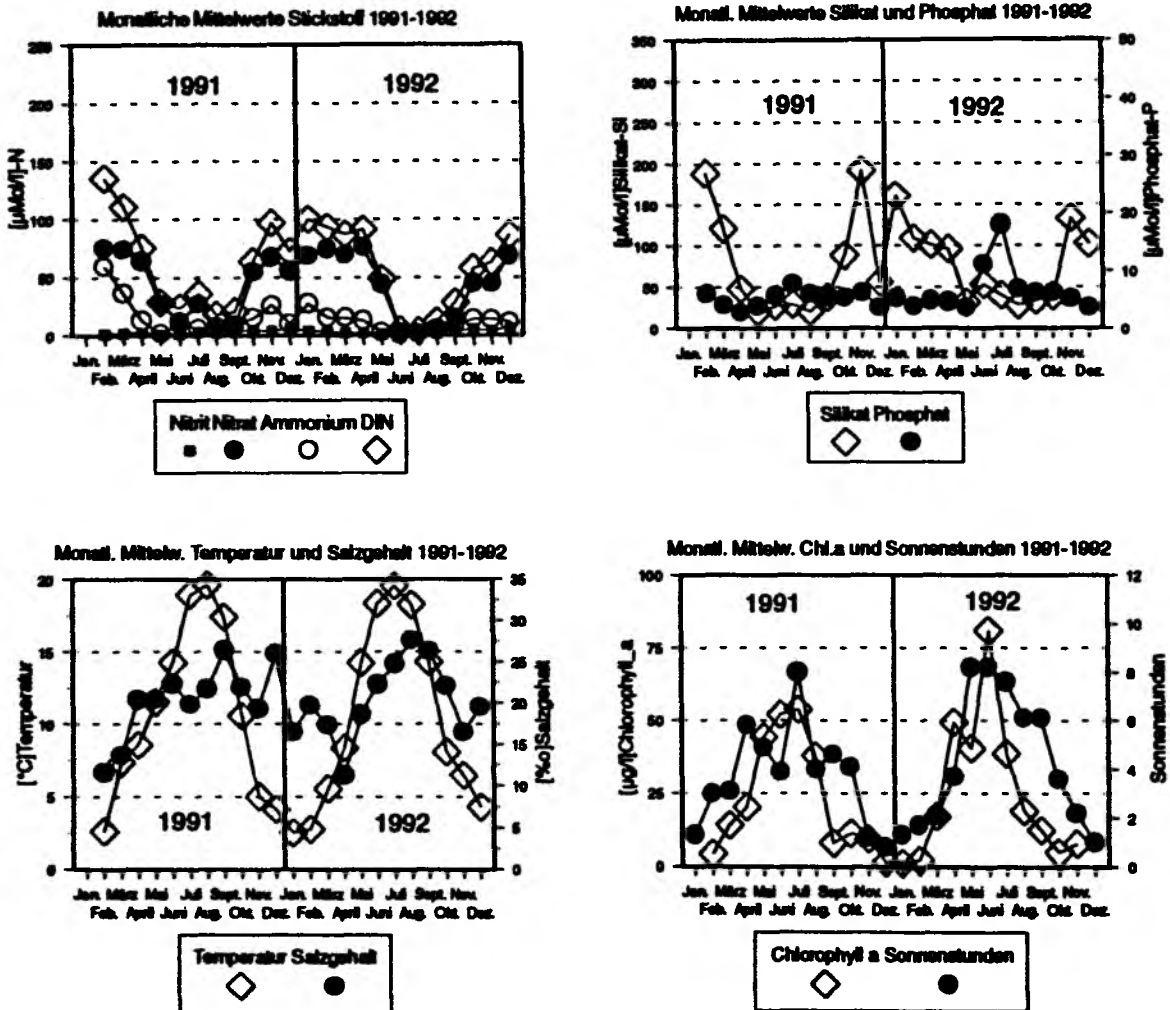 Monatliche Mittelwerte Stickstoff 1991-1992
250
200
150
100
50
0
[µMol/l]-N
1991
1992
Jan. März Mai Juli Sept. Nov. Jan. März Mai Juli Sept. Nov.
Feb. April Juni Aug. Okt. Dez. Feb. April Juni Aug. Okt. Dez.
Nitrit Nitrat Ammonium DIN
Monatl. Mittelwerte Silikat und Phosphat 1991-1992
350
300
250
200
150
100
50
0
[µMol/l]Silikat-Si
1991
1992
50
40
30
20
10
0
[µMol/l]Phosphat-P
Jan. März Mai Juli Sept. Nov. Jan. März Mai Juli Sept. Nov.
Feb. April Juni Aug. Okt. Dez. Feb. April Juni Aug. Okt. Dez.
Silikat Phosphat
Monatl. Mittelw. Temperatur und Salzgehalt 1991-1992
20
15
10
5
0
[°C]Temperatur
1991
1992
35
30
25
20
15
10
5
0
[%o]Salzgehalt
Jan. März Mai Juli Sept. Nov. Jan. März Mai Juli Sept. Nov.
Feb. April Juni Aug. Okt. Dez. Feb. April Juni Aug. Okt. Dez.
Temperatur Salzgehalt
Monatl. Mittelw. Chl.a und Sonnenstunden 1991-1992
100
75
50
25
0
[µG/l]Chlorophyll_a
1991
1992
12
10
8
6
4
2
0
Sonnenstunden
Jan. März Mai Juli Sept. Nov. Jan. März Mai Juli Sept. Nov.
Feb. April Juni Aug. Okt. Dez. Feb. April Juni Aug. Okt. Dez.
Chlorophyll a Sonnenstunden